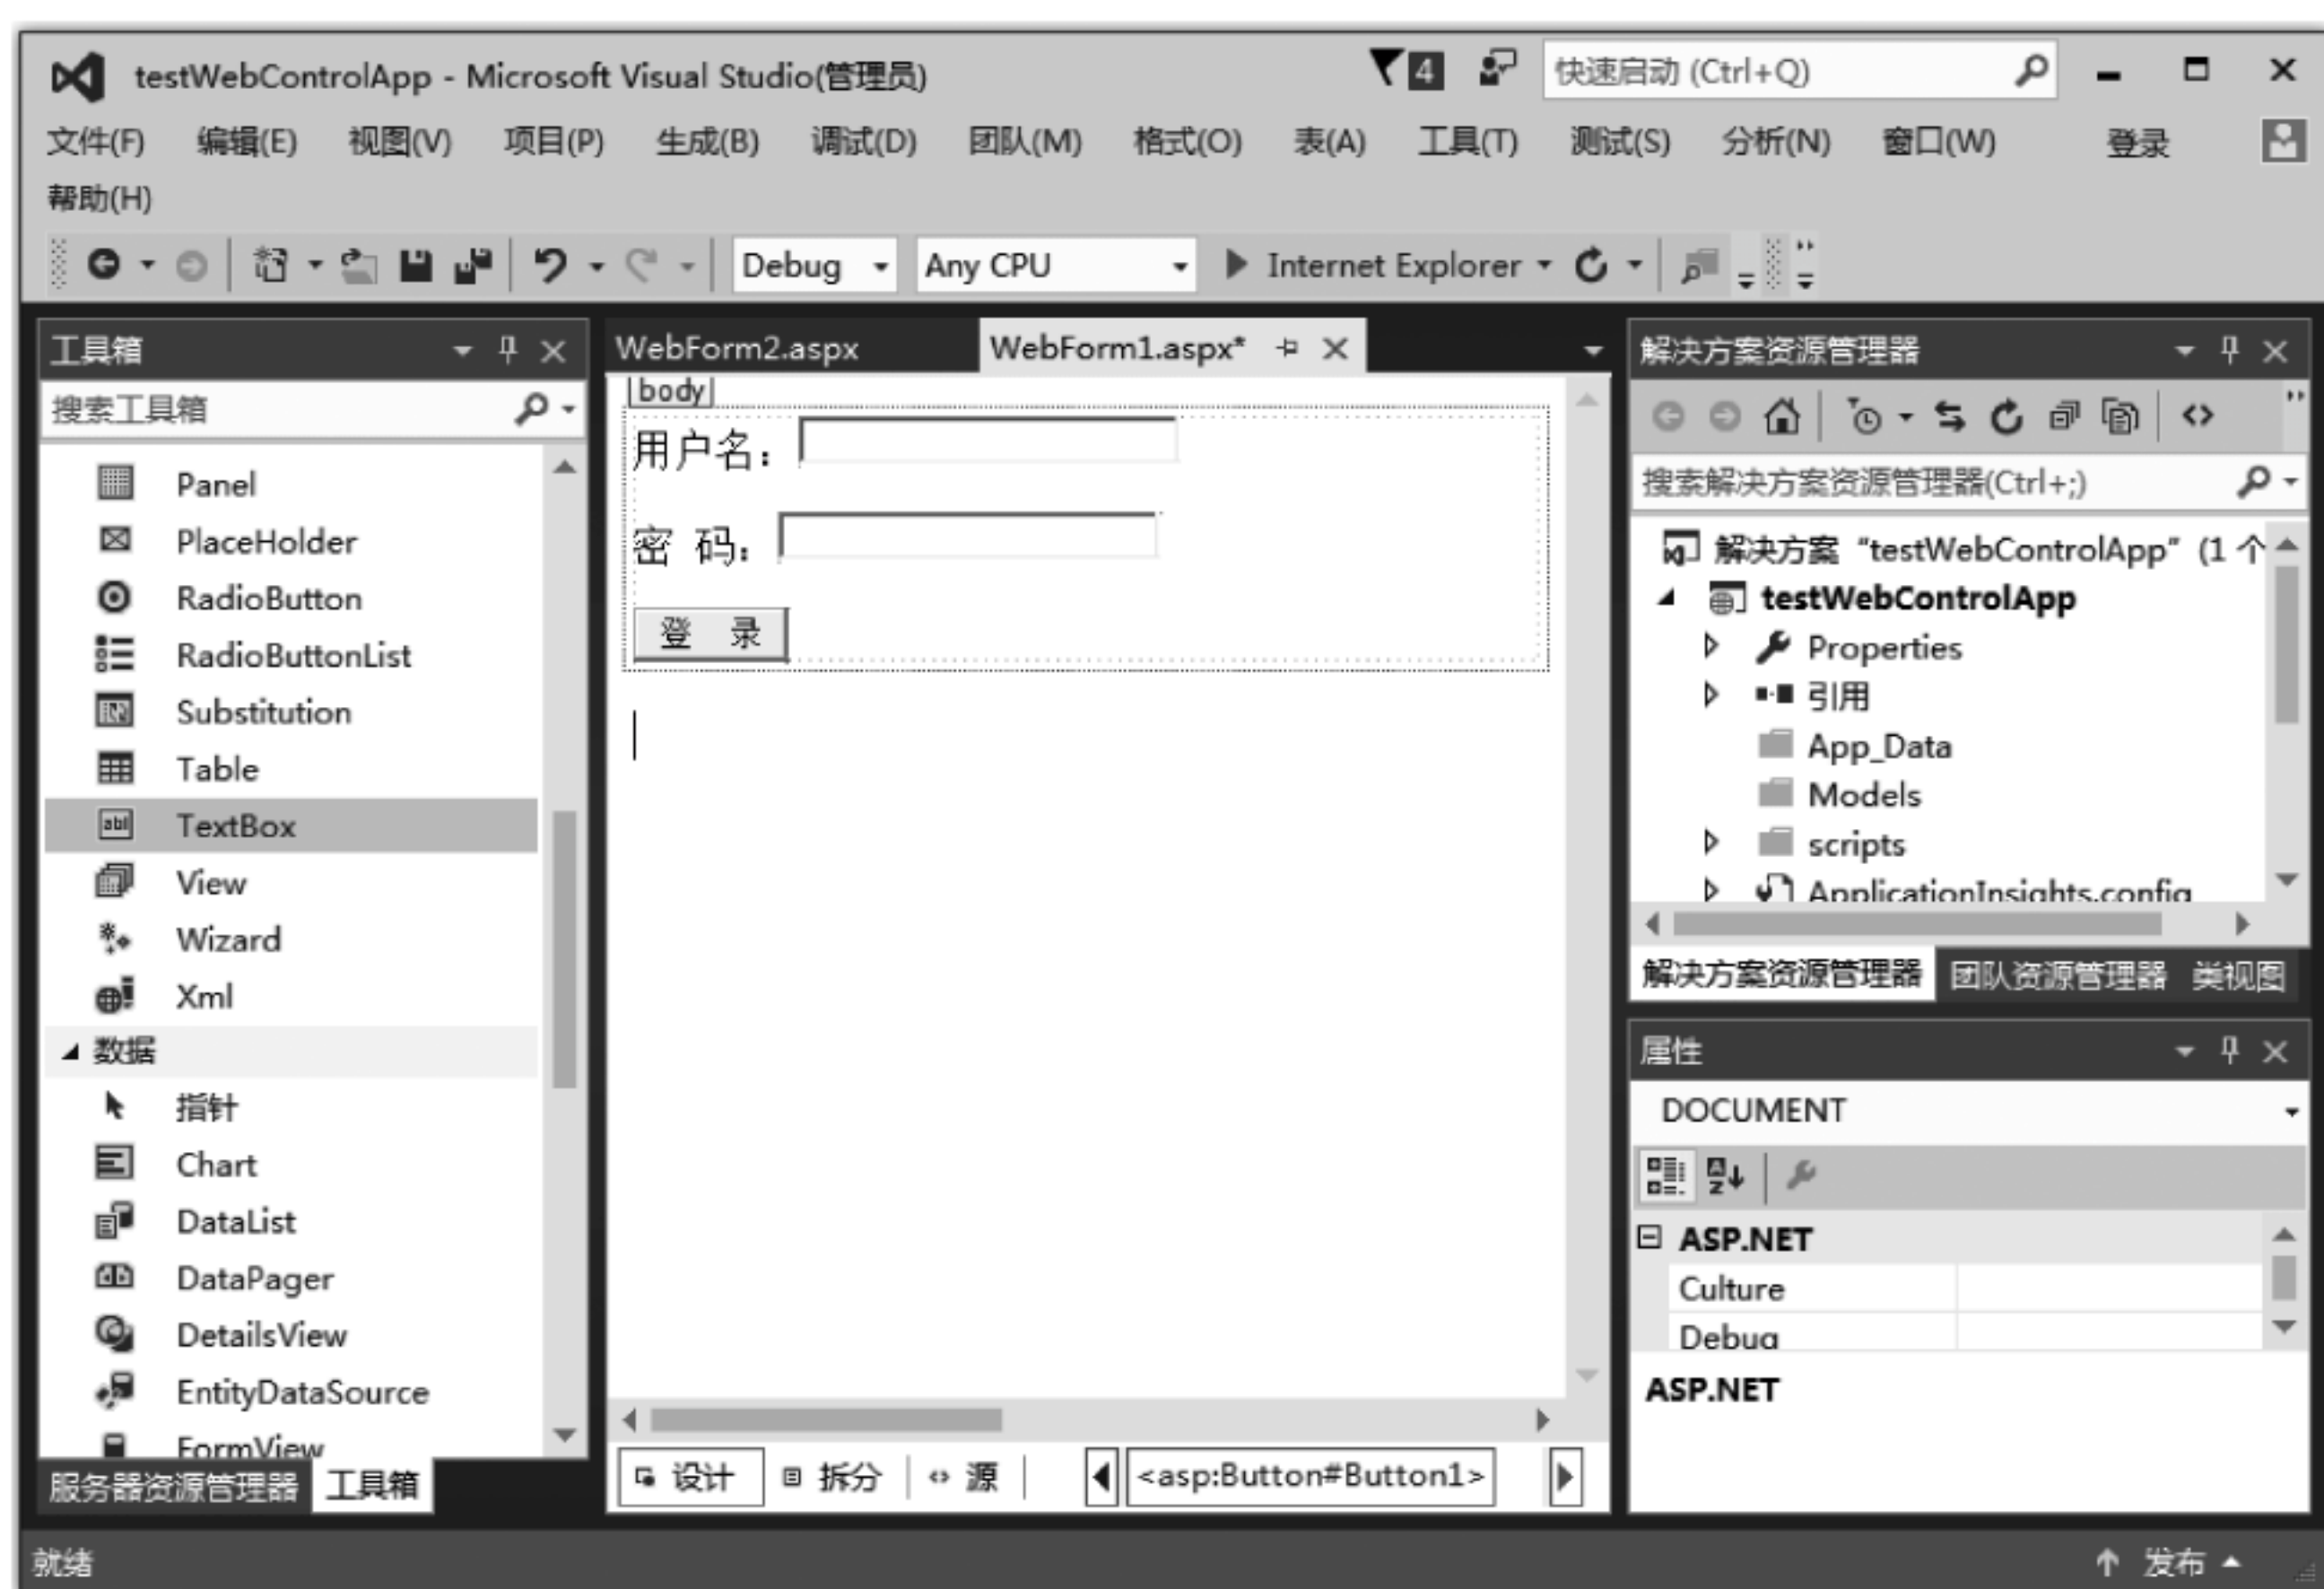 testWebControlApp - Microsoft Visual Studio(管理员)
4
快速启动 (Ctrl+Q)
文件(F) 编辑(E) 视图(V) 项目(P) 生成(B) 调试(D) 团队(M) 格式(O) 表(A) 工具(T) 测试(S) 分析(N) 窗口(W) 登录
帮助(H)
Debug Any CPU Internet Explorer
工具箱
搜索工具箱
Panel
PlaceHolder
RadioButton
RadioButtonList
Substitution
Table
TextBox
View
Wizard
Xml
数据
指针
Chart
DataList
DataPager
DetailsView
EntityDataSource
FormView
服务器资源管理器 工具箱
WebForm2.aspx WebForm1.aspx*
body
用户名：
密 码：
登 录
设计 拆分 源 <asp:Button#Button1>
解决方案资源管理器
搜索解决方案资源管理器(Ctrl+;)
解决方案 "testWebControlApp" (1 个
testWebControlApp
Properties
引用
App_Data
Models
scripts
ApplicationInsights.config
解决方案资源管理器 团队资源管理器 类视图
属性
DOCUMENT
ASP.NET
Culture
Debug
ASP.NET
就绪 发布